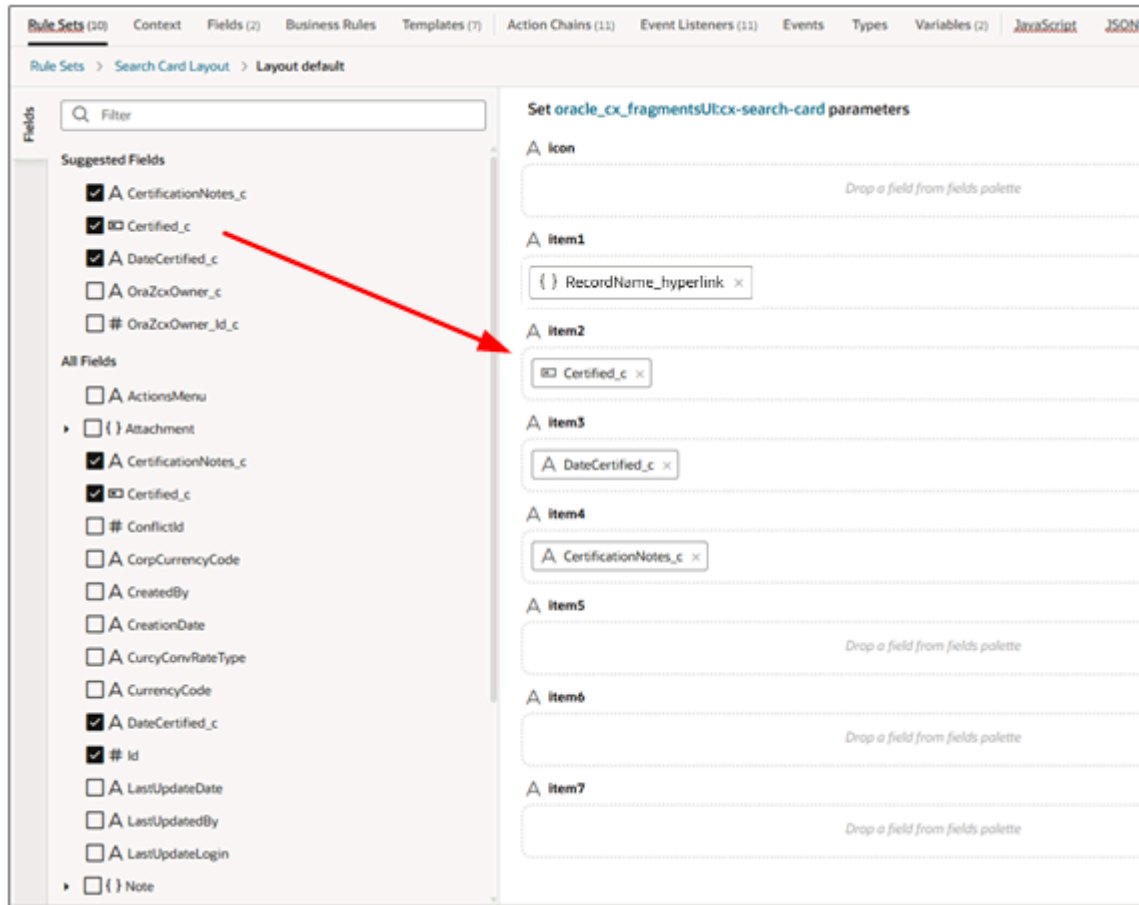 Rule Sets (10) Context Fields (2) Business Rules Templates (7) Action Chains (11) Event Listeners (11) Events Types Variables (2) JavaScript JSON
Rule Sets > Search Card Layout > Layout default
Fields
Filter
Suggested Fields
CertificationNotes_c
Certified_c
DateCertified_c
OraZcxOwner_c
# OraZcxOwner_Id_c
All Fields
ActionsMenu
{ } Attachment
CertificationNotes_c
Certified_c
# ConflictId
CorpCurrencyCode
CreatedBy
CreationDate
CurcyConvRateType
CurrencyCode
DateCertified_c
# Id
LastUpdateDate
LastUpdatedBy
LastUpdateLogin
{ } Note
Set oracle_cx_fragmentsUI:cx-search-card parameters
icon
Drop a field from fields palette
item1
{ } RecordName_hyperlink ×
item2
Certified_c ×
item3
DateCertified_c ×
item4
CertificationNotes_c ×
item5
Drop a field from fields palette
item6
Drop a field from fields palette
item7
Drop a field from fields palette